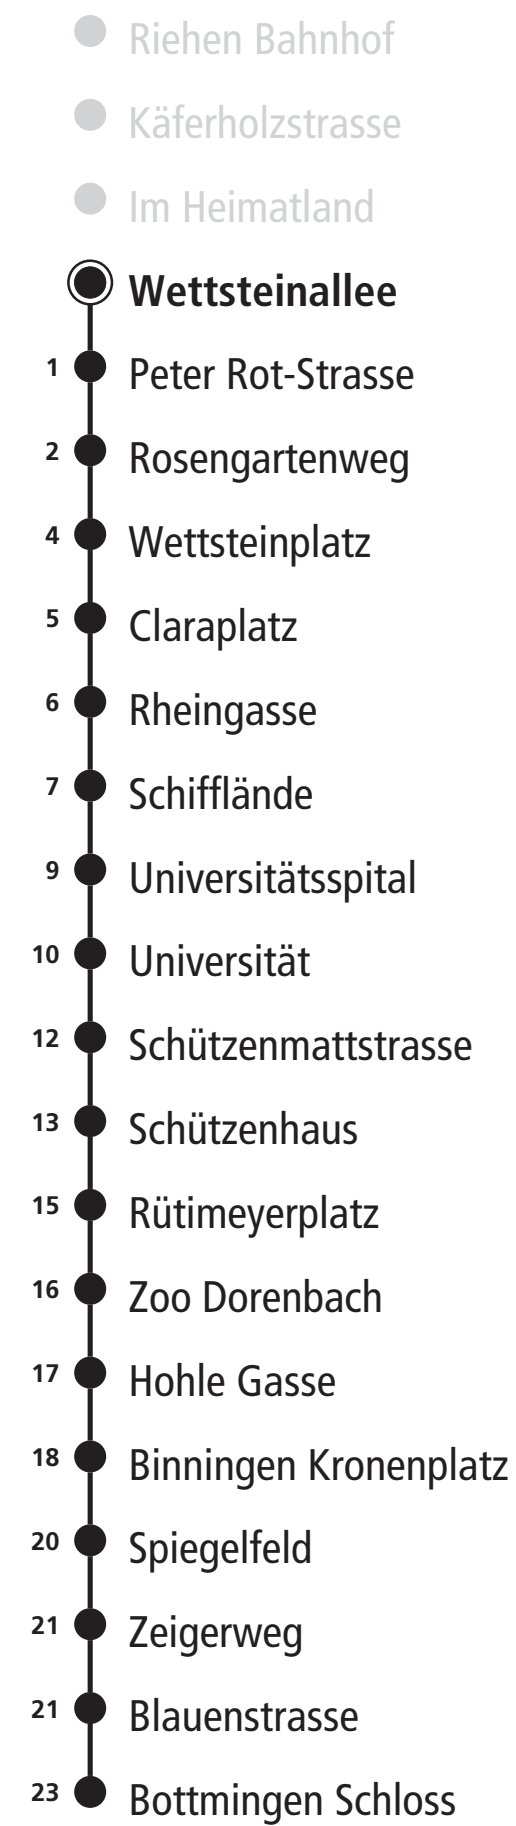 Riehen Bahnhof
Käferholzstrasse
Im Heimatland
Wettsteinallee
1 Peter Rot-Strasse
2 Rosengartenweg
4 Wettsteinplatz
5 Claraplatz
6 Rheingasse
7 Schifflände
9 Universitätsspital
10 Universität
12 Schützenmattstrasse
13 Schützenhaus
15 Rütimeyerplatz
16 Zoo Dorenbach
17 Hohle Gasse
18 Binningen Kronenplatz
20 Spiegelfeld
21 Zeigerweg
21 Blauenstrasse
23 Bottmingen Schloss